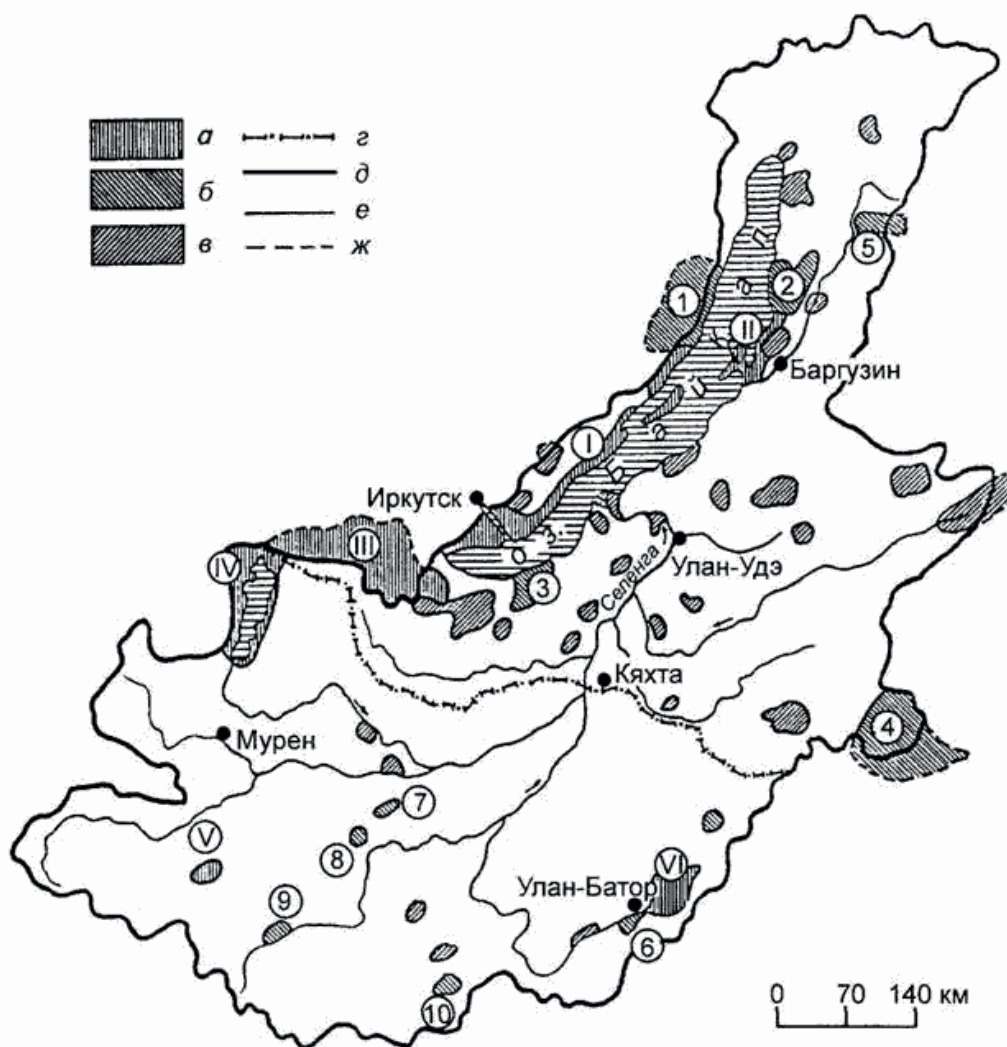 а г
б д
в е
ж
1
5
2
II
Баргузин
I
Иркутск
III
IV
Улан-Удэ
3
Селенга
Кяхта
4
Мурен
7
V
8
VI
Улан-Батор
9
6
10
0 70 140 км